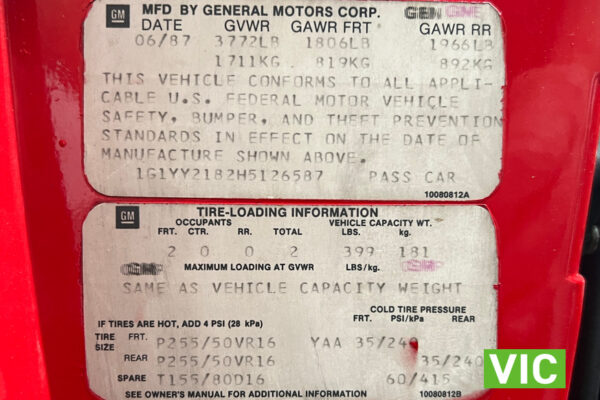 GM MFD BY GENERAL MOTORS CORP. GEN GME
DATE GVWR GAWR FRT GAWR RR
06/87 3772LB 1806LB 1966LB
1711KG 819KG 892KG
THIS VEHICLE CONFORMS TO ALL APPLI-
CABLE U.S. FEDERAL MOTOR VEHICLE
SAFETY, BUMPER, AND THEFT PREVENTION
STANDARDS IN EFFECT ON THE DATE OF
MANUFACTURE SHOWN ABOVE.
1G1YY2182H5126587 PASS CAR
10080812A
GM TIRE-LOADING INFORMATION
OCCUPANTS VEHICLE CAPACITY WT.
FRT. CTR. RR. TOTAL LBS. kg.
2 0 0 2 399 181
MAXIMUM LOADING AT GVWR LBS/kg.
SAME AS VEHICLE CAPACITY WEIGHT
COLD TIRE PRESSURE
IF TIRES ARE HOT, ADD 4 PSI (28 kPa) FRT. PSI/kPa REAR
TIRE SIZE FRT. P255/50VR16 YAA 35/240
REAR P255/50VR16 35/240
SPARE T155/80D16 60/415
SEE OWNER'S MANUAL FOR ADDITIONAL INFORMATION 10080812B
VIC